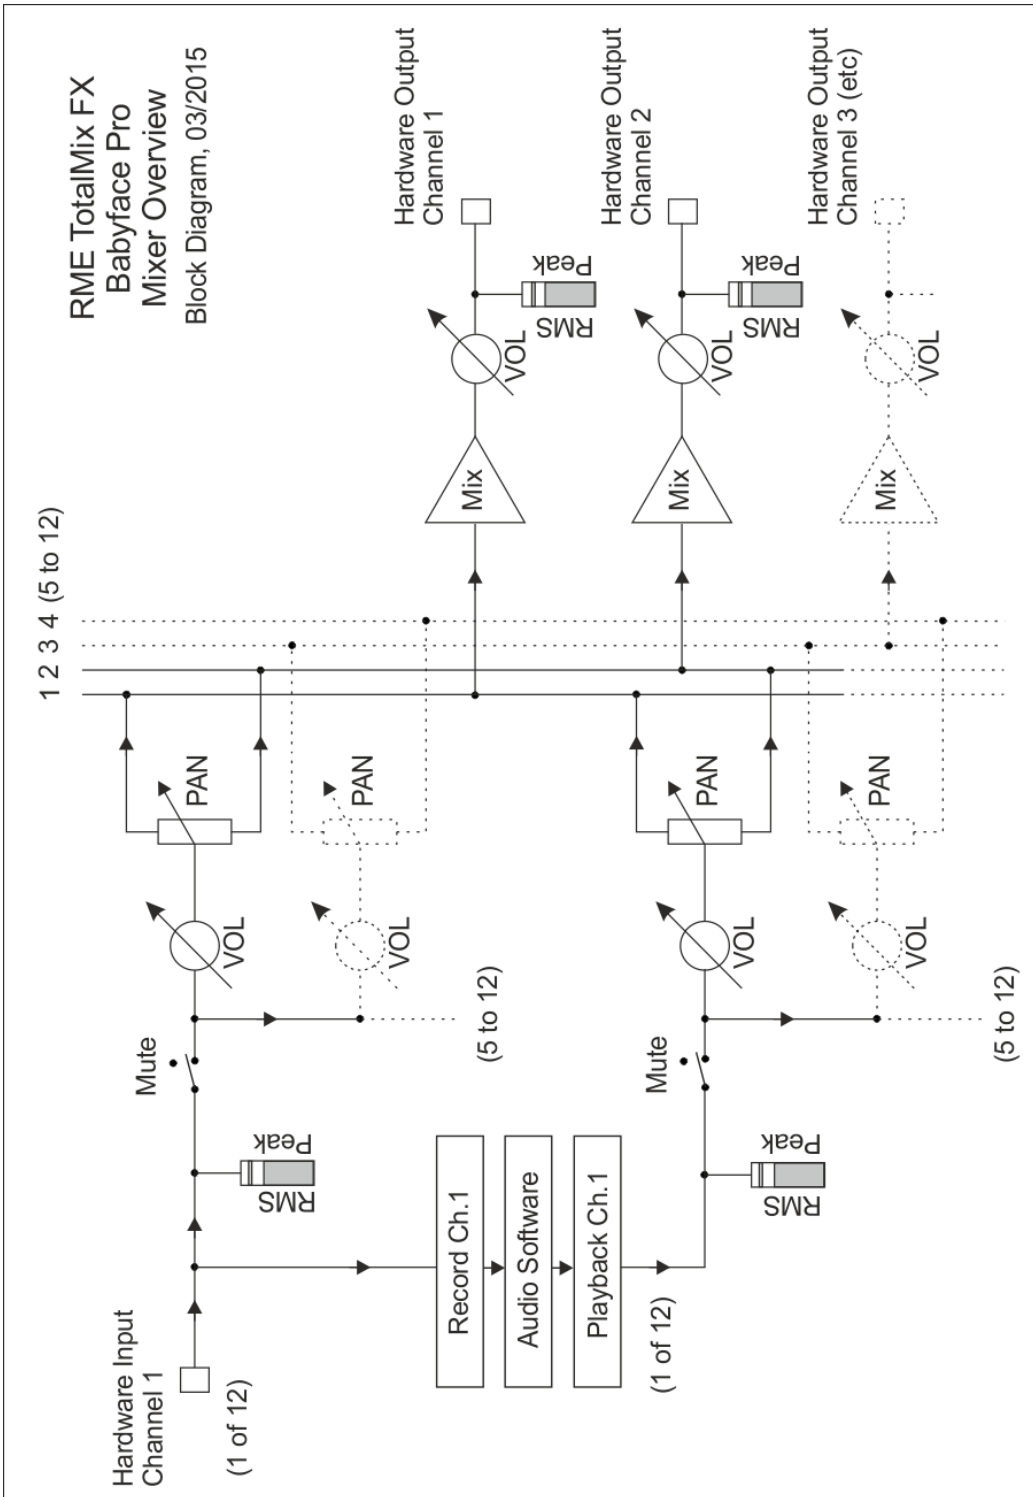 RME TotalMix FX
Babyface Pro
Mixer Overview
Block Diagram, 03/2015
Hardware Input
Channel 1
(1 of 12)
RMS
Peak
Mute
(5 to 12)
VOL
PAN
VOL
PAN
1 2 3 4 (5 to 12)
Mix
VOL
RMS
Peak
Hardware Output
Channel 1
Mix
VOL
RMS
Peak
Hardware Output
Channel 2
Mix
VOL
Hardware Output
Channel 3 (etc)
Record Ch.1
Audio Software
Playback Ch.1
(1 of 12)
RMS
Peak
Mute
(5 to 12)
VOL
PAN
VOL
PAN